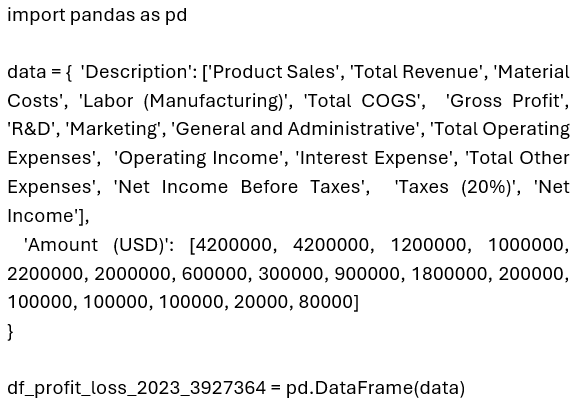 import pandas as pd
data = { 'Description': ['Product Sales', 'Total Revenue', 'Material
Costs', 'Labor (Manufacturing)', 'Total COGS', 'Gross Profit',
'R&D', 'Marketing', 'General and Administrative', 'Total Operating
Expenses', 'Operating Income', 'Interest Expense', 'Total Other
Expenses', 'Net Income Before Taxes', 'Taxes (20%)', 'Net
Income'],
'Amount (USD)': [4200000, 4200000, 1200000, 1000000,
2200000, 2000000, 600000, 300000, 900000, 1800000, 200000,
100000, 100000, 100000, 20000, 80000]
}
df_profit_loss_2023_3927364 = pd.DataFrame(data)